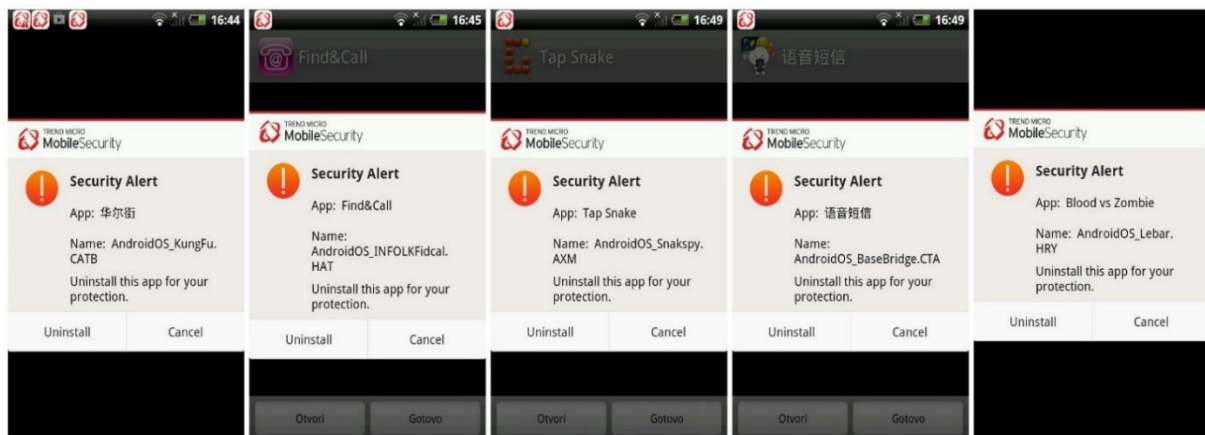 16:44
TREND MICRO
MobileSecurity
Security Alert
App: 华尔街
Name: AndroidOS_KungFu.
CATB
Uninstall this app for your
protection.
Uninstall Cancel
16:45
Find&Call
TREND MICRO
MobileSecurity
Security Alert
App: Find&Call
Name:
AndroidOS_INFOLKFidcal.
HAT
Uninstall this app for your
protection.
Uninstall Cancel
Otvori Gotovo
16:49
Tap Snake
TREND MICRO
MobileSecurity
Security Alert
App: Tap Snake
Name: AndroidOS_Snakspy.
AXM
Uninstall this app for your
protection.
Uninstall Cancel
Otvori Gotovo
16:49
语音短信
TREND MICRO
MobileSecurity
Security Alert
App: 语音短信
Name:
AndroidOS_BaseBridge.CTA
Uninstall this app for your
protection.
Uninstall Cancel
Otvori Gotovo
TREND MICRO
MobileSecurity
Security Alert
App: Blood vs Zombie
Name: AndroidOS_Lebar.
HRY
Uninstall this app for your
protection.
Uninstall Cancel